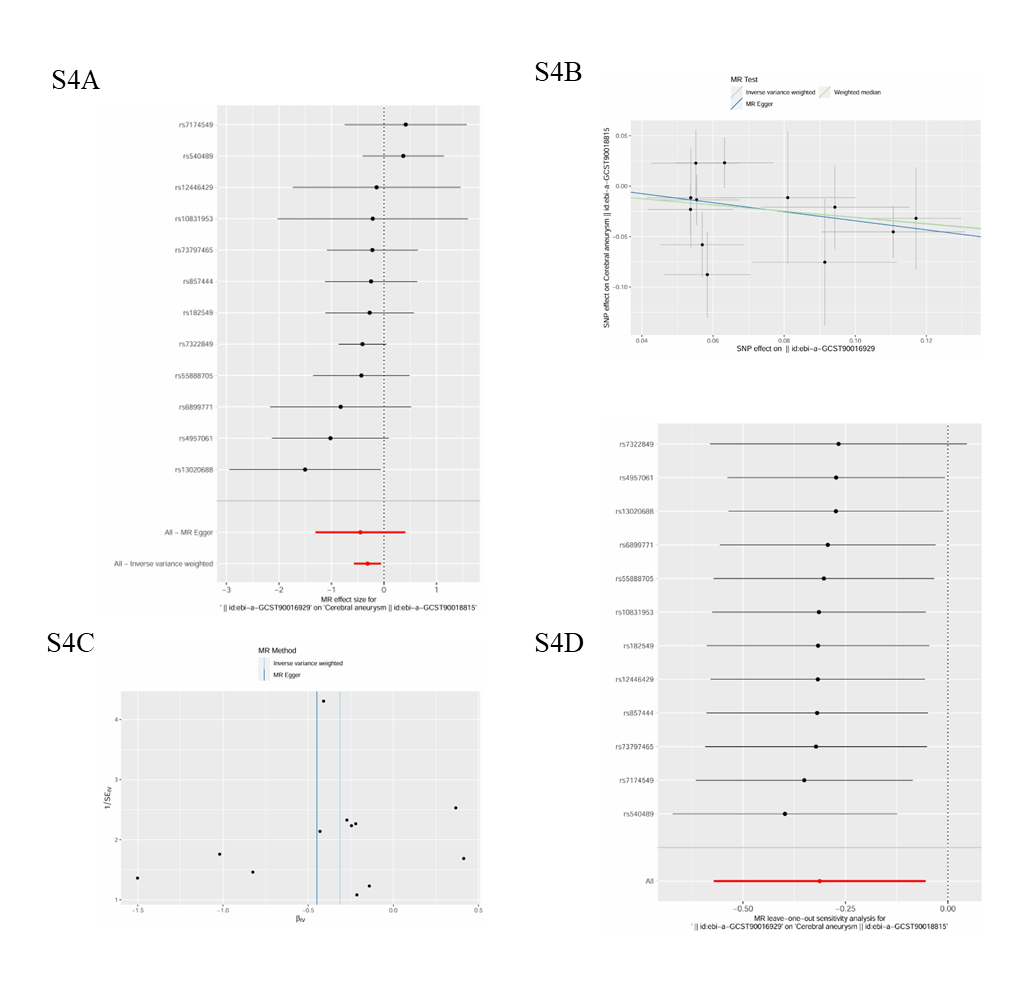 S4A
rs7174549
rs540489
rs12446429
rs10831953
rs73797465
rs857444
rs182549
rs7322849
rs55888705
rs6899771
rs4957061
rs13020688
All − MR Egger
All − Inverse variance weighted
−3 −2 −1 0 1
MR effect size for
' || id:ebi−a−GCST90016929' on 'Cerebral aneurysm || id:ebi−a−GCST90018815'
S4B
MR Test
Inverse variance weighted Weighted median
MR Egger
SNP effect on Cerebral aneurysm || id:ebi−a−GCST90018815
0.05
0.00
−0.05
−0.10
0.04 0.06 0.08 0.10 0.12
SNP effect on || id:ebi−a−GCST90016929
S4C
MR Method
Inverse variance weighted
MR Egger
1/SEIV
4
3
2
1
−1.5 −1.0 −0.5 0.0 0.5
βIV
S4D
rs7322849
rs4957061
rs13020688
rs6899771
rs55888705
rs10831953
rs182549
rs12446429
rs857444
rs73797465
rs7174549
rs540489
All
−0.50 −0.25 0.00
MR leave−one−out sensitivity analysis for
' || id:ebi−a−GCST90016929' on 'Cerebral aneurysm || id:ebi−a−GCST90018815'